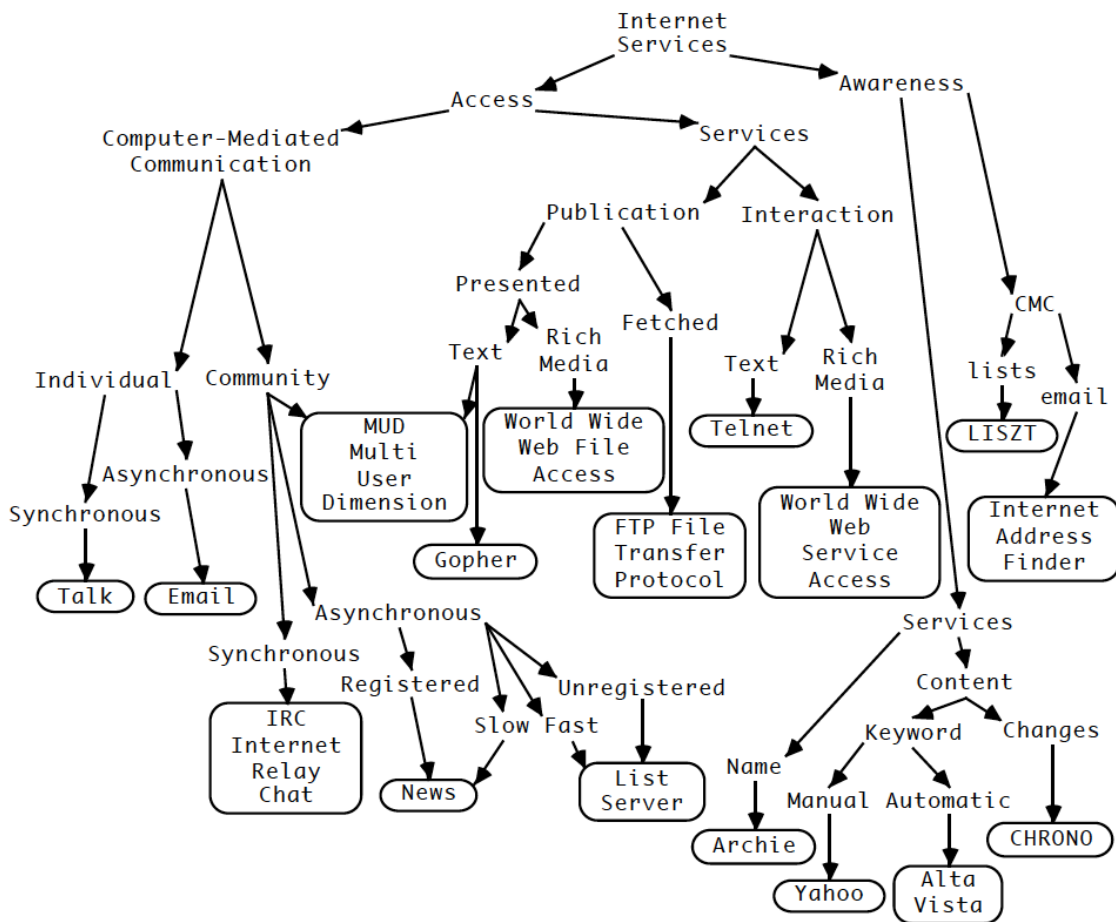 Internet
Services
Awareness
Access
Computer-Mediated
Communication
Services
Publication
Interaction
Presented
CMC
Fetched
Text
Rich
Media
Text
Rich
Media
Individual
Community
lists
email
MUD
Multi
User
Dimension
World Wide
Web File
Access
Telnet
LISZT
Asynchronous
Synchronous
World Wide
Web
Service
Access
Internet
Address
Finder
FTP File
Transfer
Protocol
Gopher
Talk
Email
Asynchronous
Services
Synchronous
Registered
Unregistered
Content
Slow
Fast
Keyword
Changes
IRC
Internet
Relay
Chat
News
List
Server
Name
Manual
Automatic
Archie
CHRONO
Yahoo
Alta
Vista